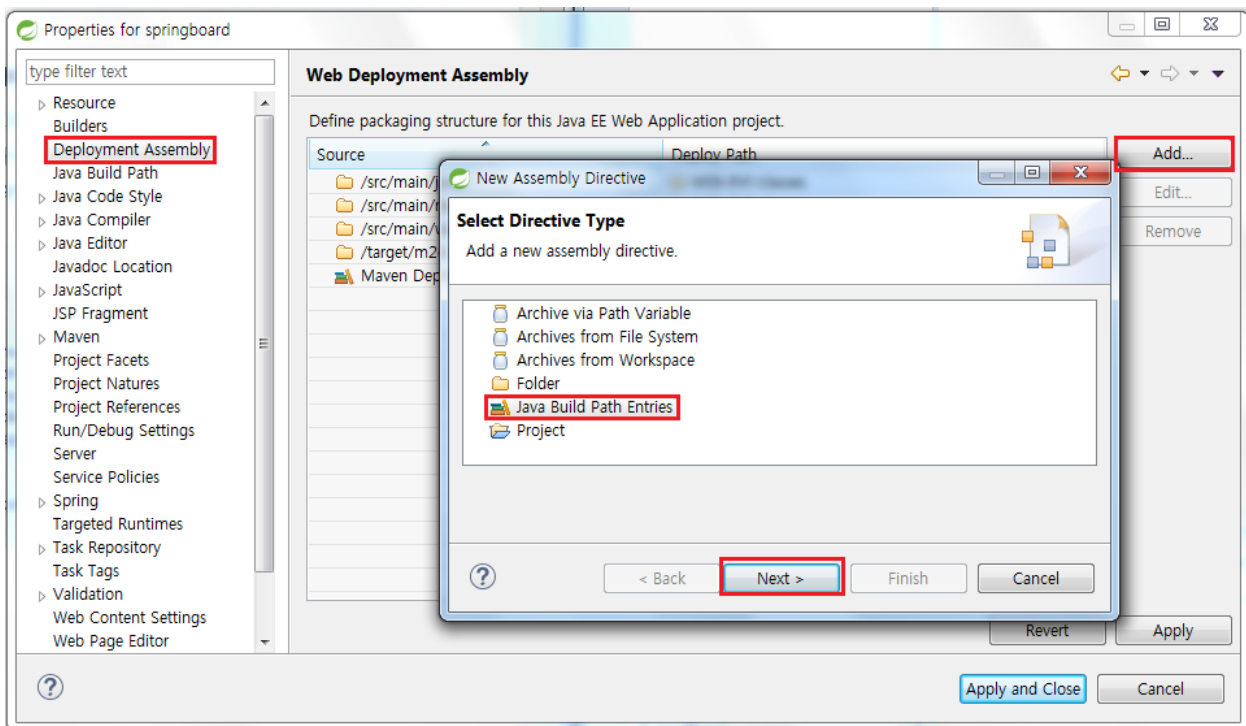 Properties for springboard
type filter text
Resource
Builders
Deployment Assembly
Java Build Path
Java Code Style
Java Compiler
Java Editor
Javadoc Location
JavaScript
JSP Fragment
Maven
Project Facets
Project Natures
Project References
Run/Debug Settings
Server
Service Policies
Spring
Targeted Runtimes
Task Repository
Task Tags
Validation
Web Content Settings
Web Page Editor
Web Deployment Assembly
Define packaging structure for this Java EE Web Application project.
Source Deploy Path
/src/main/j
/src/main/r
/src/main/
/target/m2
Maven Dep
Add...
Edit...
Remove
New Assembly Directive
Select Directive Type
Add a new assembly directive.
Archive via Path Variable
Archives from File System
Archives from Workspace
Folder
Java Build Path Entries
Project
< Back Next > Finish Cancel
Revert Apply
Apply and Close Cancel